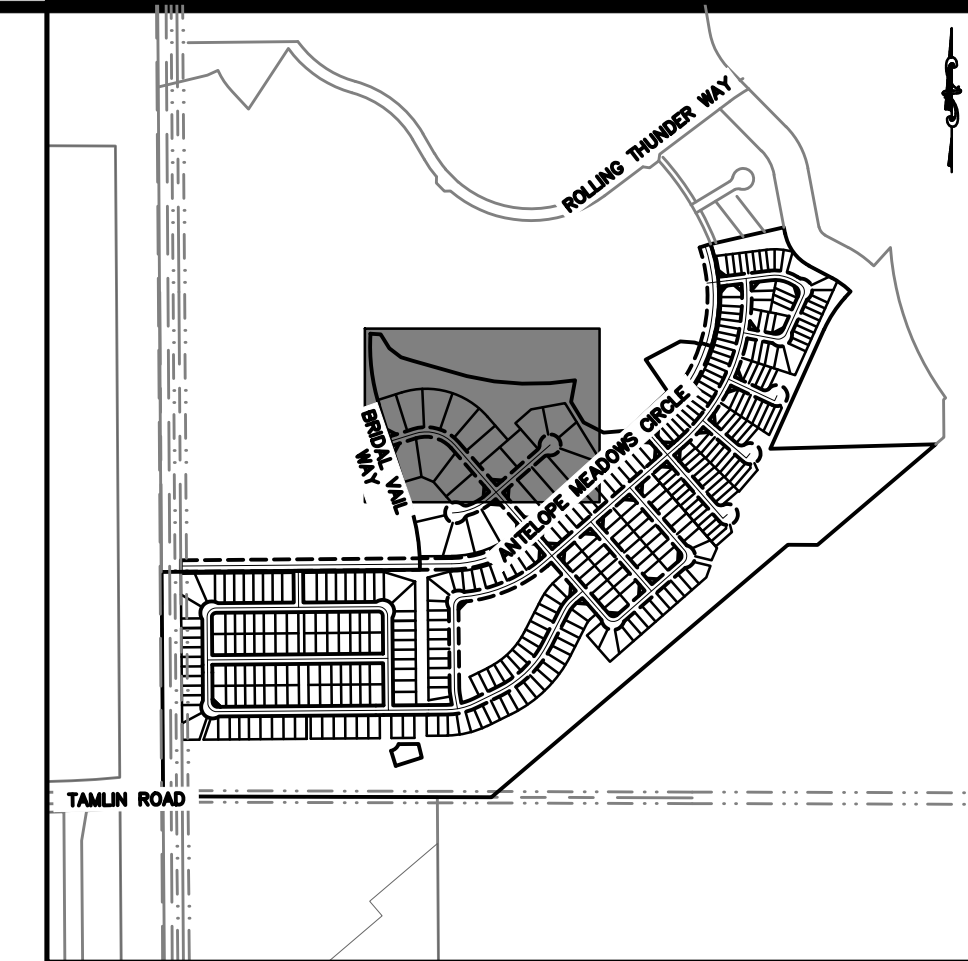 ROLLING THUNDER WAY
BRIDAL VAIL
WAY
ANTELOPE MEADOWS CIRCLE
TAMLIN ROAD